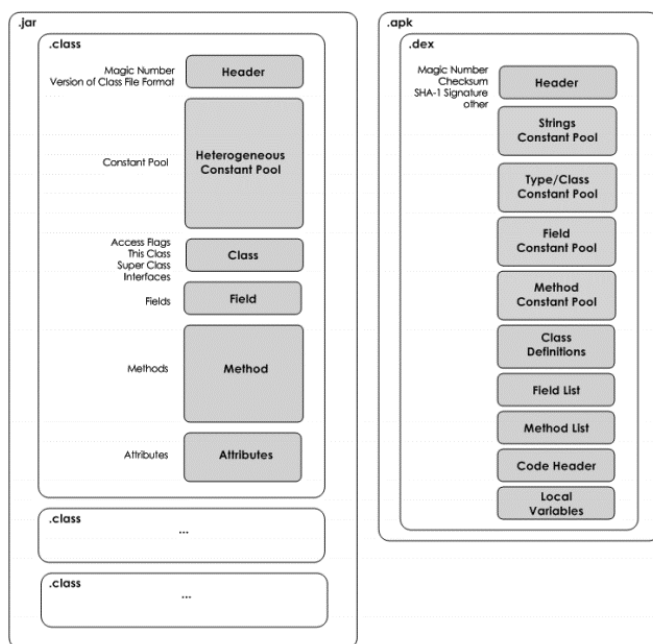 .jar
.class
Magic Number
Version of Class File Format
Header
Constant Pool
Heterogeneous
Constant Pool
Access Flags
This Class
Super Class
Interfaces
Class
Fields
Field
Methods
Method
Attributes
Attributes
.class
...
.class
...
.apk
.dex
Magic Number
Checksum
SHA-1 Signature
other
Header
Strings
Constant Pool
Type/Class
Constant Pool
Field
Constant Pool
Method
Constant Pool
Class
Definitions
Field List
Method List
Code Header
Local
Variables